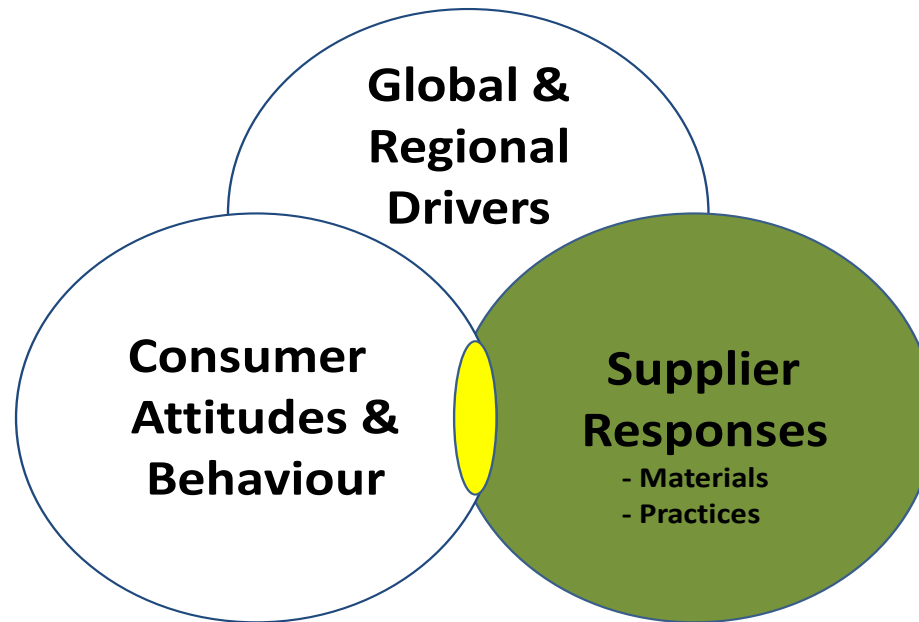 Global &
Regional
Drivers
Consumer
Attitudes &
Behaviour
Supplier
Responses
- Materials
- Practices